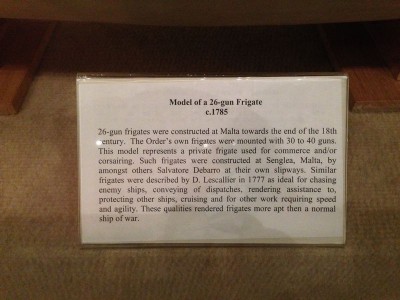 Model of a 26-gun Frigate
c.1785
26-gun frigates were constructed at Malta towards the end of the 18th
century. The Order's own frigates were mounted with 30 to 40 guns.
This model represents a private frigate used for commerce and/or
corsairing. Such frigates were constructed at Senglea, Malta, by
amongst others Salvatore Debarro at their own slipways. Similar
frigates were described by D. Lescallier in 1777 as ideal for chasing
enemy ships, conveying of dispatches, rendering assistance to,
protecting other ships, cruising and for other work requiring speed
and agility. These qualities rendered frigates more apt then a normal
ship of war.